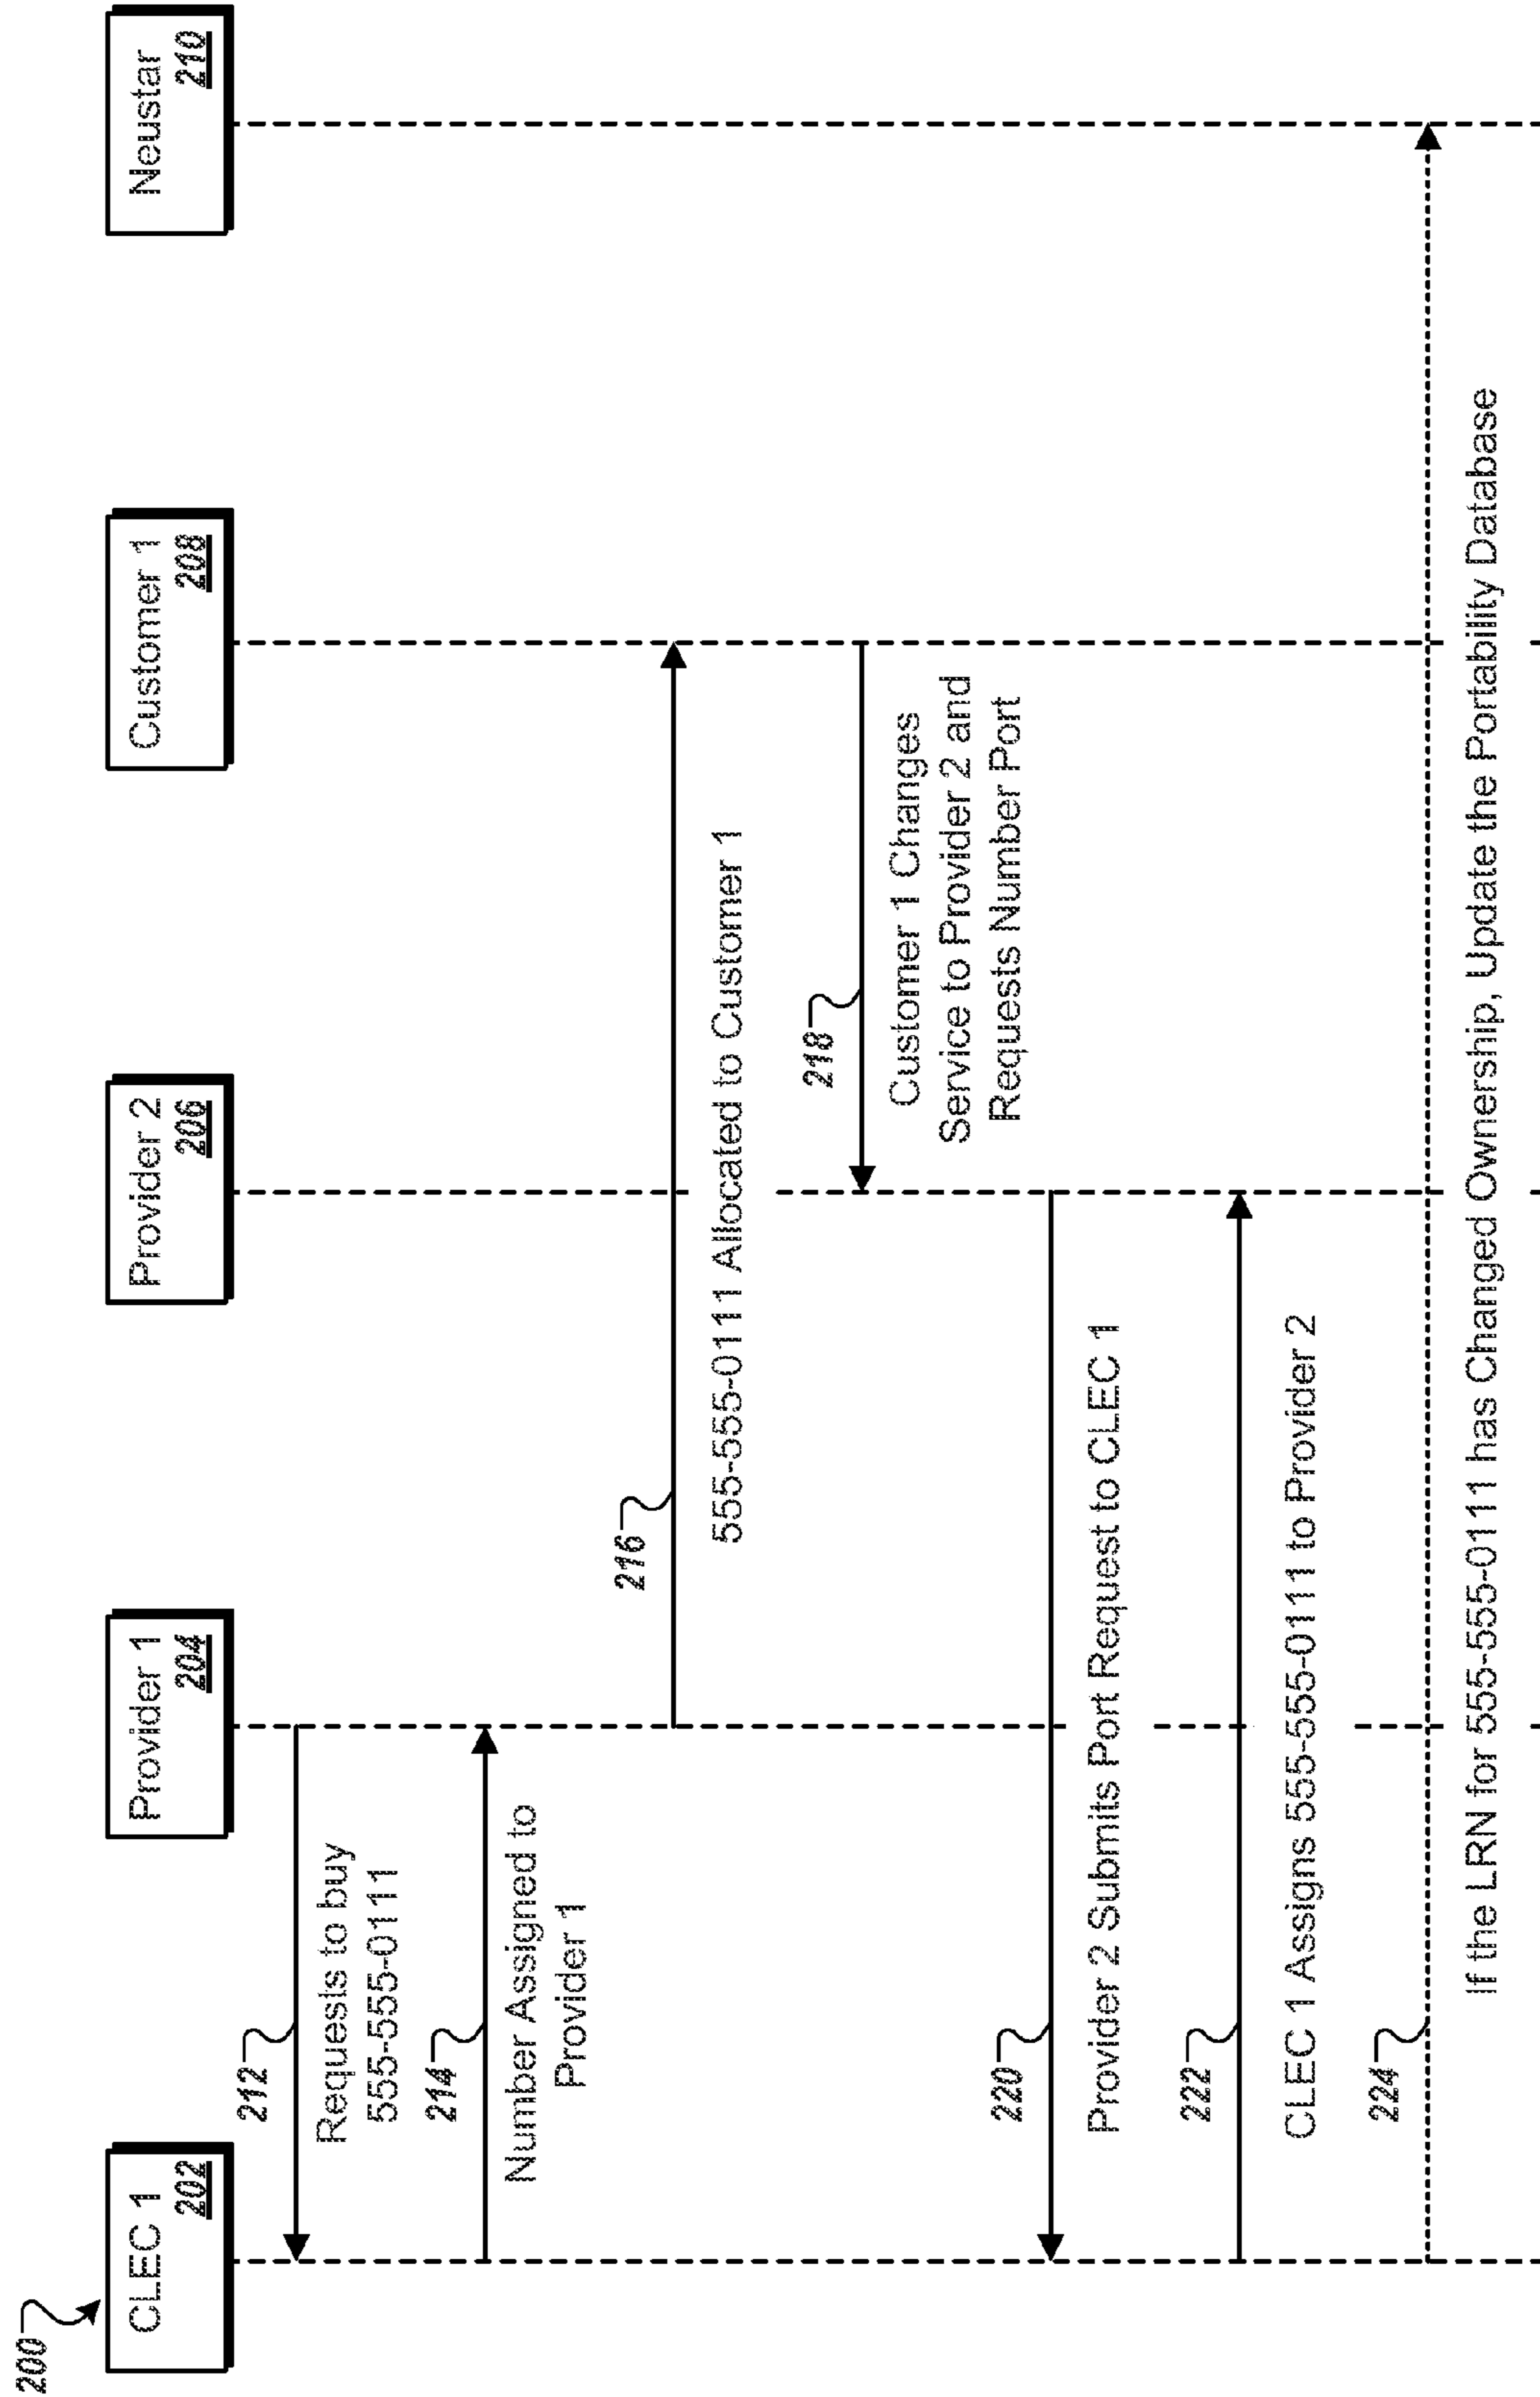 200
CLEC 1
202
Provider 1
204
Provider 2
206
Customer 1
208
Neustar
210
212
Requests to buy
555-555-0111
214
Number Assigned to
Provider 1
216
555-555-0111 Allocated to Customer 1
218
Customer 1 Changes
Service to Provider 2 and
Requests Number Port
220
Provider 2 Submits Port Request to CLEC 1
222
CLEC 1 Assigns 555-555-0111 to Provider 2
224
If the LRN for 555-555-0111 has Changed Ownership, Update the Portability Database